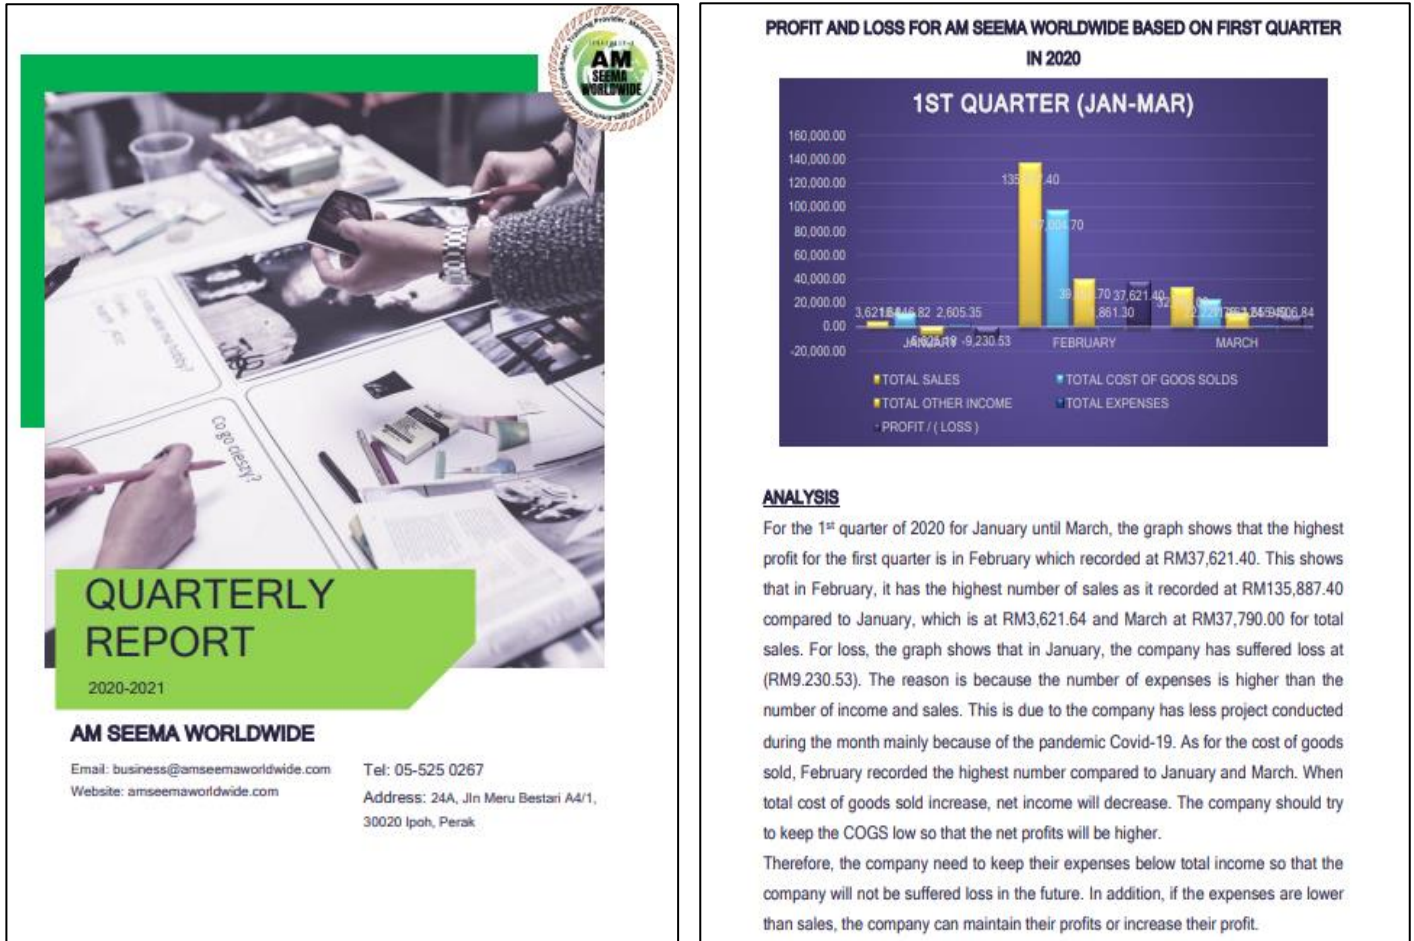 AM
SEEMA
WORLDWIDE
Co go cieszy?
QUARTERLY
REPORT
2020-2021
AM SEEMA WORLDWIDE
Email: business@amseemaworldwide.com
Website: amseemaworldwide.com
Tel: 05-525 0267
Address: 24A, Jln Meru Bestari A4/1,
30020 Ipoh, Perak
PROFIT AND LOSS FOR AM SEEMA WORLDWIDE BASED ON FIRST QUARTER
IN 2020
1ST QUARTER (JAN-MAR)
160,000.00
140,000.00
120,000.00
100,000.00
80,000.00
60,000.00
40,000.00
20,000.00
0.00
-20,000.00
2,605.35
-9,230.53
37,621.40
JANUARY
FEBRUARY
MARCH
TOTAL SALES
TOTAL COST OF GOOS SOLDS
TOTAL OTHER INCOME
TOTAL EXPENSES
PROFIT / ( LOSS )
ANALYSIS
For the 1st quarter of 2020 for January until March, the graph shows that the highest
profit for the first quarter is in February which recorded at RM37,621.40. This shows
that in February, it has the highest number of sales as it recorded at RM135,887.40
compared to January, which is at RM3,621.64 and March at RM37,790.00 for total
sales. For loss, the graph shows that in January, the company has suffered loss at
(RM9.230.53). The reason is because the number of expenses is higher than the
number of income and sales. This is due to the company has less project conducted
during the month mainly because of the pandemic Covid-19. As for the cost of goods
sold, February recorded the highest number compared to January and March. When
total cost of goods sold increase, net income will decrease. The company should try
to keep the COGS low so that the net profits will be higher.
Therefore, the company need to keep their expenses below total income so that the
company will not be suffered loss in the future. In addition, if the expenses are lower
than sales, the company can maintain their profits or increase their profit.